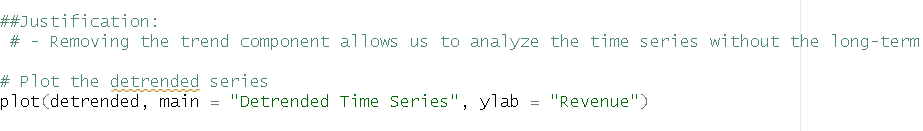 ##Justification:
# - Removing the trend component allows us to analyze the time series without the long-term
# Plot the detrended series
plot(detrended, main = "Detrended Time Series", ylab = "Revenue")